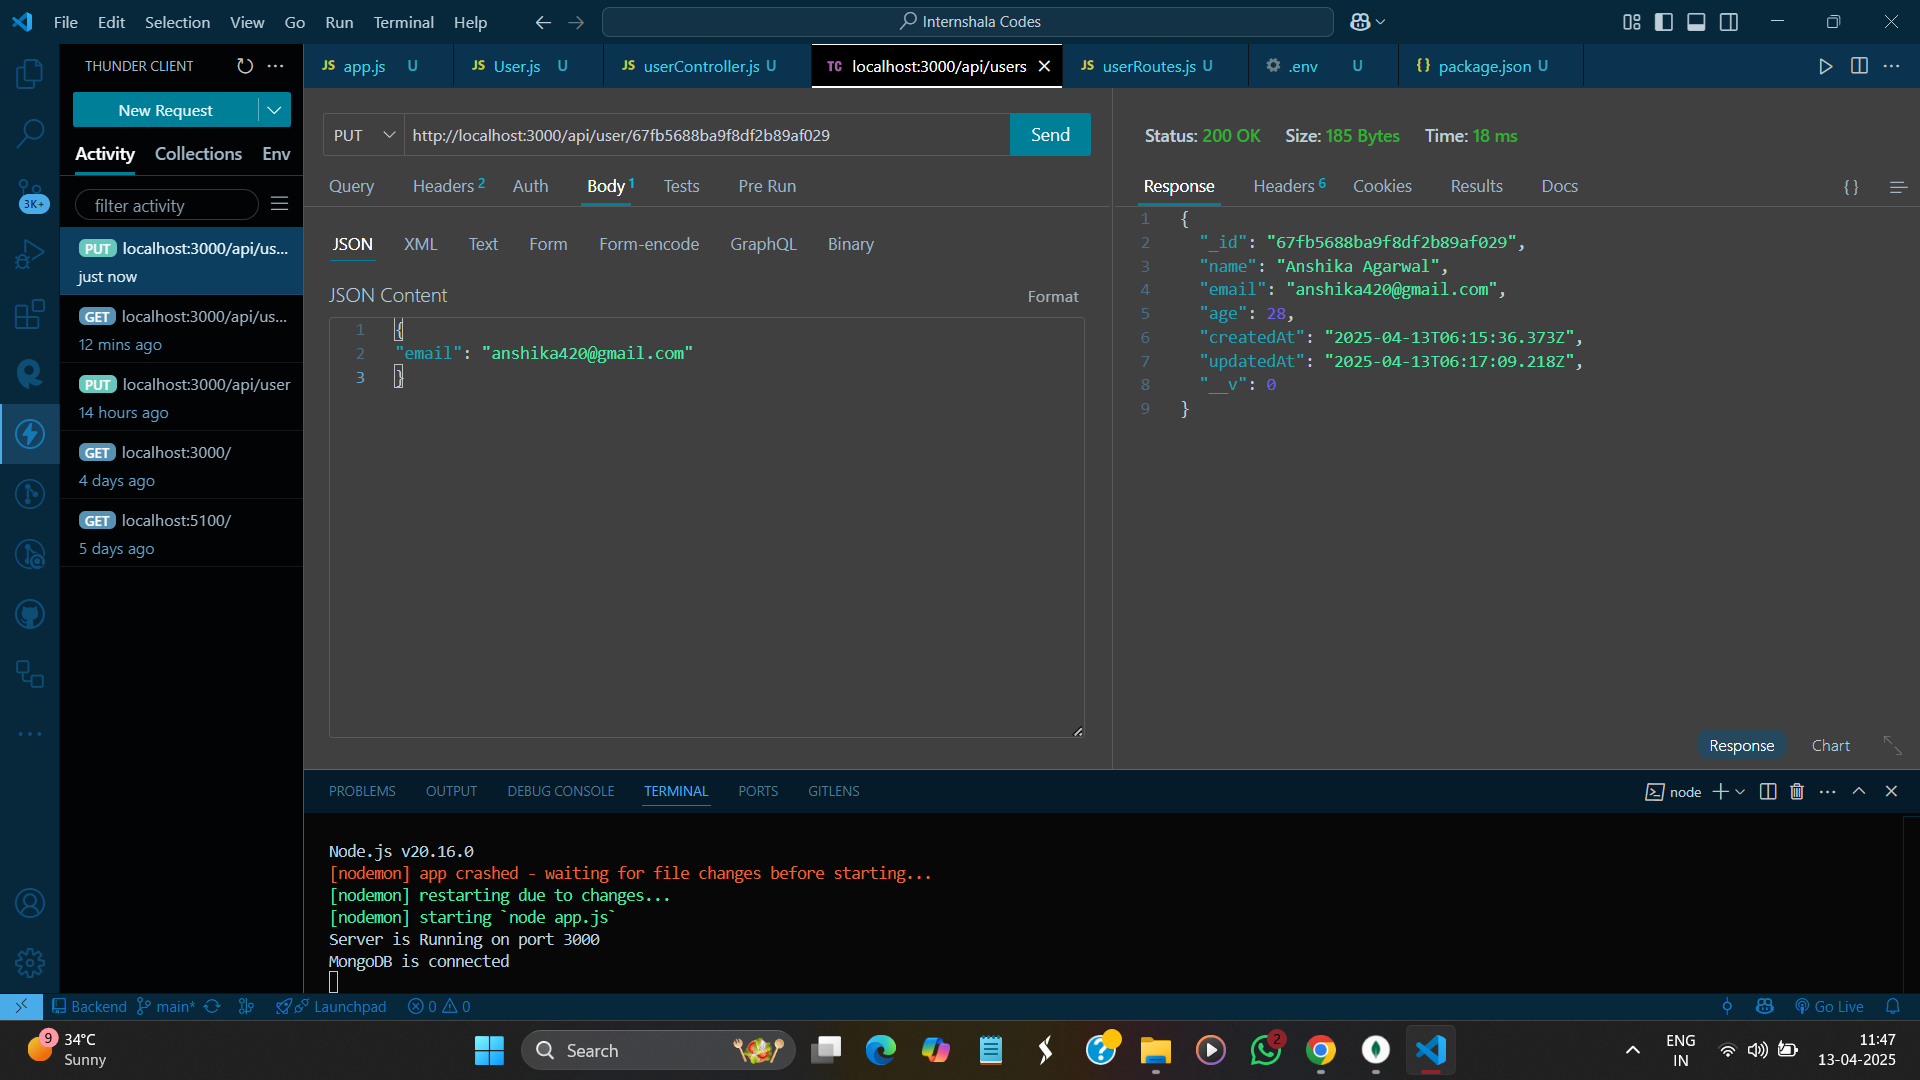 File Edit Selection View Go Run Terminal Help
Internshala Codes
THUNDER CLIENT
New Request
Activity Collections Env
filter activity
PUT localhost:3000/api/us...
just now
GET localhost:3000/api/us...
12 mins ago
PUT localhost:3000/api/user
14 hours ago
GET localhost:3000/
4 days ago
GET localhost:5100/
5 days ago
3K+
JS app.js U
JS User.js U
JS userController.js U
TC localhost:3000/api/users
JS userRoutes.js U
.env U
{} package.json U
PUT http://localhost:3000/api/user/67fb5688ba9f8df2b89af029 Send
Query Headers 2 Auth Body 1 Tests Pre Run
JSON XML Text Form Form-encode GraphQL Binary
JSON Content Format
1 {
2 "email": "anshika420@gmail.com"
3 }
Status: 200 OK Size: 185 Bytes Time: 18 ms
Response Headers 6 Cookies Results Docs { }
1 {
2 "_id": "67fb5688ba9f8df2b89af029",
3 "name": "Anshika Agarwal",
4 "email": "anshika420@gmail.com",
5 "age": 28,
6 "createdAt": "2025-04-13T06:15:36.373Z",
7 "updatedAt": "2025-04-13T06:17:09.218Z",
8 "__v": 0
9 }
Response Chart
PROBLEMS OUTPUT DEBUG CONSOLE TERMINAL PORTS GITLENS
node
Node.js v20.16.0
[nodemon] app crashed - waiting for file changes before starting...
[nodemon] restarting due to changes...
[nodemon] starting `node app.js`
Server is Running on port 3000
MongoDB is connected
Backend main* Launchpad 0 0
Go Live
9
34°C
Sunny
Search
2
ENG
IN
11:47
13-04-2025